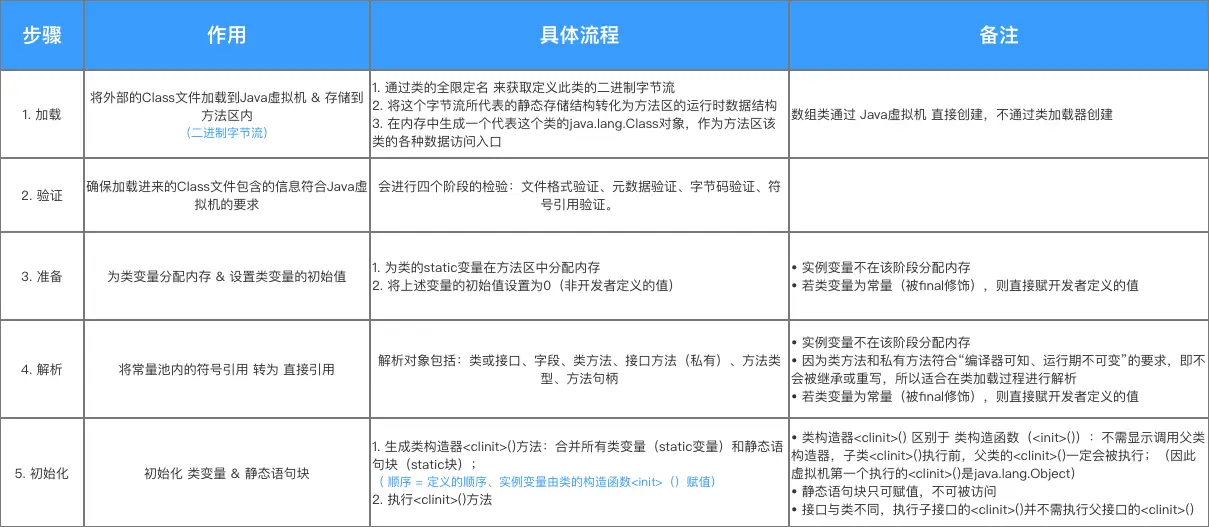 步骤
作用
具体流程
备注
1. 加载
将外部的Class文件加载到Java虚拟机 & 存储到
方法区内
（二进制字节流）
1. 通过类的全限定名 来获取定义此类的二进制字节流
2. 将这个字节流所代表的静态存储结构转化为方法区的运行时数据结构
3. 在内存中生成一个代表这个类的java.lang.Class对象，作为方法区该
类的各种数据访问入口
数组类通过 Java虚拟机 直接创建，不通过类加载器创建
2. 验证
确保加载进来的Class文件包含的信息符合Java虚
拟机的要求
会进行四个阶段的检验：文件格式验证、元数据验证、字节码验证、符
号引用验证。
3. 准备
为类变量分配内存 & 设置类变量的初始值
1. 为类的static变量在方法区中分配内存
2. 将上述变量的初始值设置为0（非开发者定义的值）
• 实例变量不在该阶段分配内存
• 若类变量为常量（被final修饰），则直接赋开发者定义的值
4. 解析
将常量池内的符号引用 转为 直接引用
解析对象包括：类或接口、字段、类方法、接口方法（私有）、方法类
型、方法句柄
• 实例变量不在该阶段分配内存
• 因为类方法和私有方法符合“编译器可知、运行期不可变”的要求，即不
会被继承或重写，所以适合在类加载过程进行解析
• 若类变量为常量（被final修饰），则直接赋开发者定义的值
5. 初始化
初始化 类变量 & 静态语句块
1. 生成类构造器<clinit>()方法：合并所有类变量（static变量）和静态语
句块（static块）；
（ 顺序 = 定义的顺序、实例变量由类的构造函数<init>（）赋值）
2. 执行<clinit>()方法
• 类构造器<clinit>() 区别于 类构造函数（<init>()）：不需显示调用父类
构造器，子类<clinit>()执行前，父类的<clinit>()一定会被执行；（因此
虚拟机第一个执行的<clinit>()是java.lang.Object）
• 静态语句块只可赋值，不可被访问
• 接口与类不同，执行子接口的<clinit>()并不需执行父接口的<clinit>()